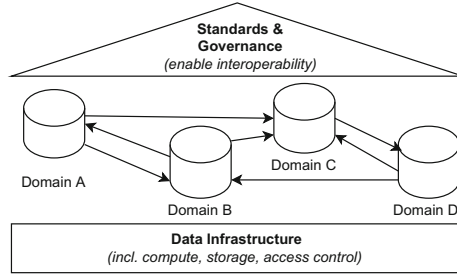 Standards &
Governance
(enable interoperability)
Domain A
Domain C
Domain B
Domain D
Data Infrastructure
(incl. compute, storage, access control)